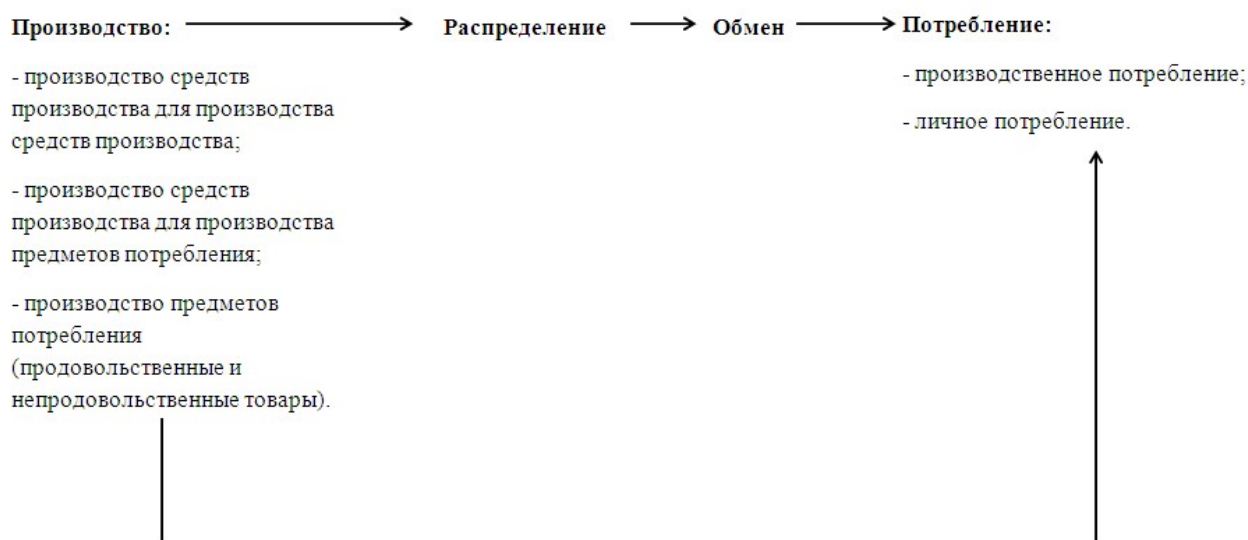 Производство:
Распределение
Обмен
Потребление:
- производство средств
производства для производства
средств производства;
- производство средств
производства для производства
предметов потребления;
- производство предметов
потребления
(продовольственные и
непродовольственные товары).
- производственное потребление;
- личное потребление.